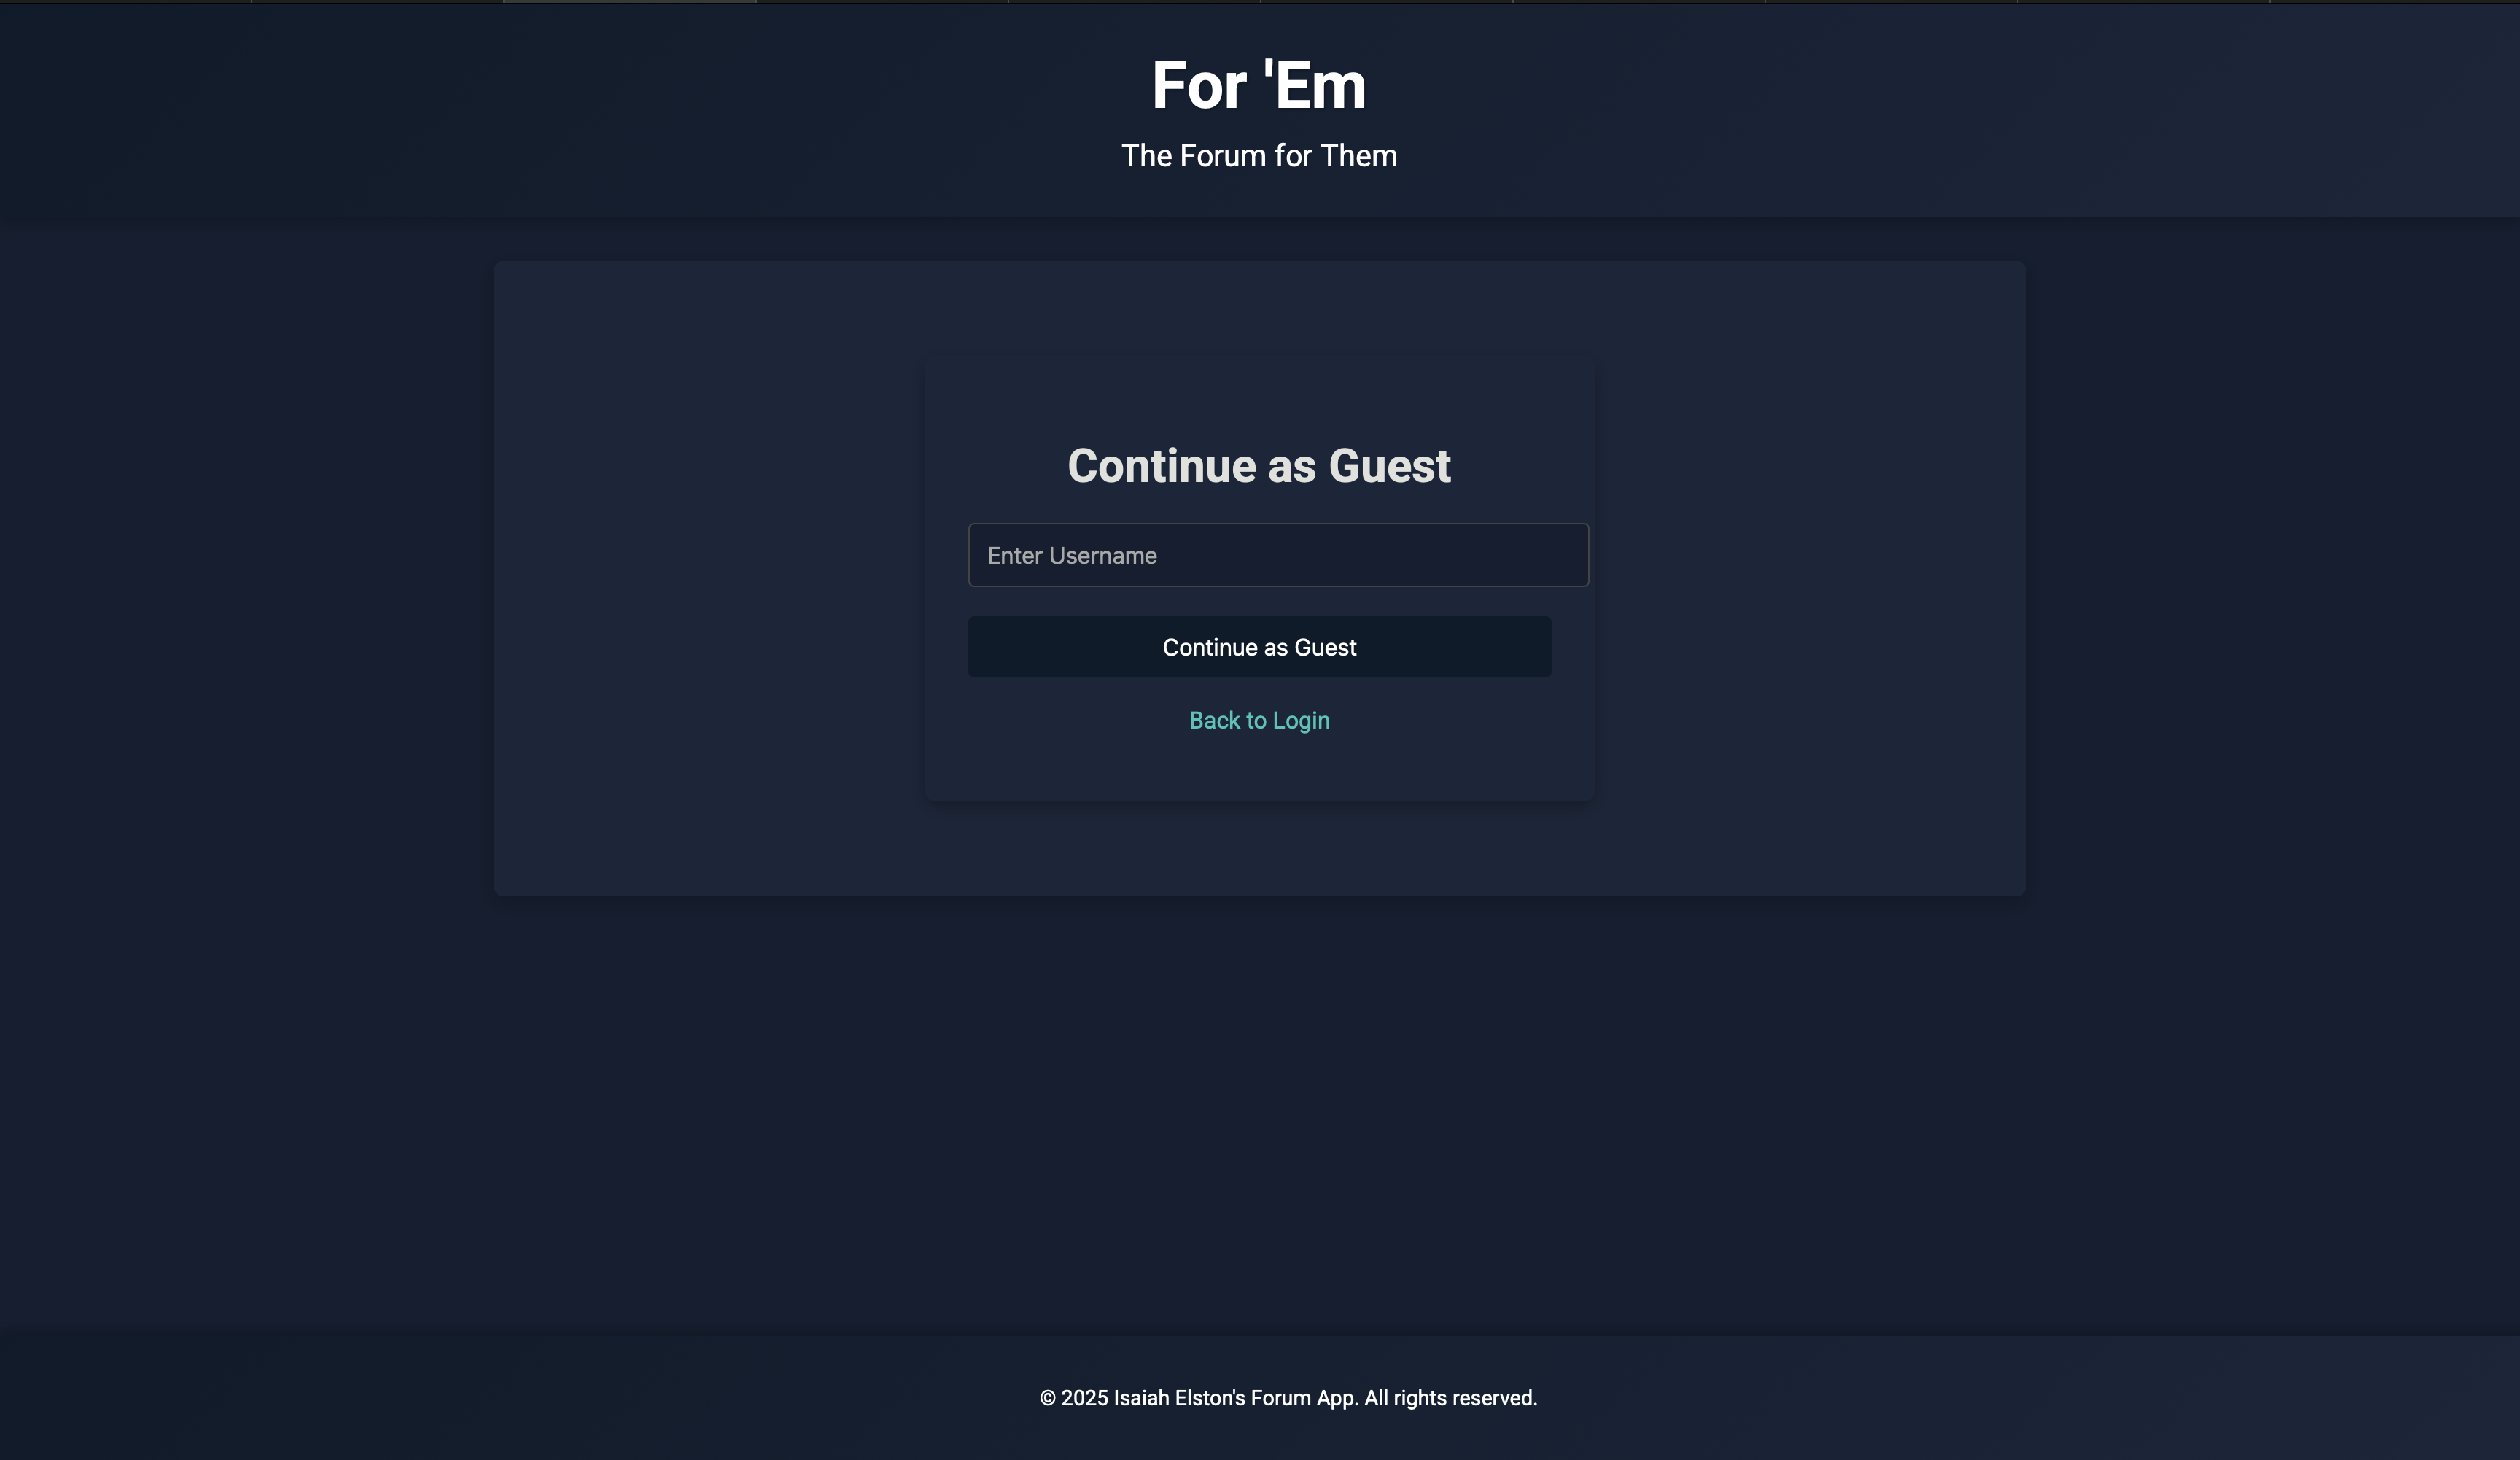 For 'Em
The Forum for Them
Continue as Guest
Enter Username
Continue as Guest
Back to Login
© 2025 Isaiah Elston's Forum App. All rights reserved.